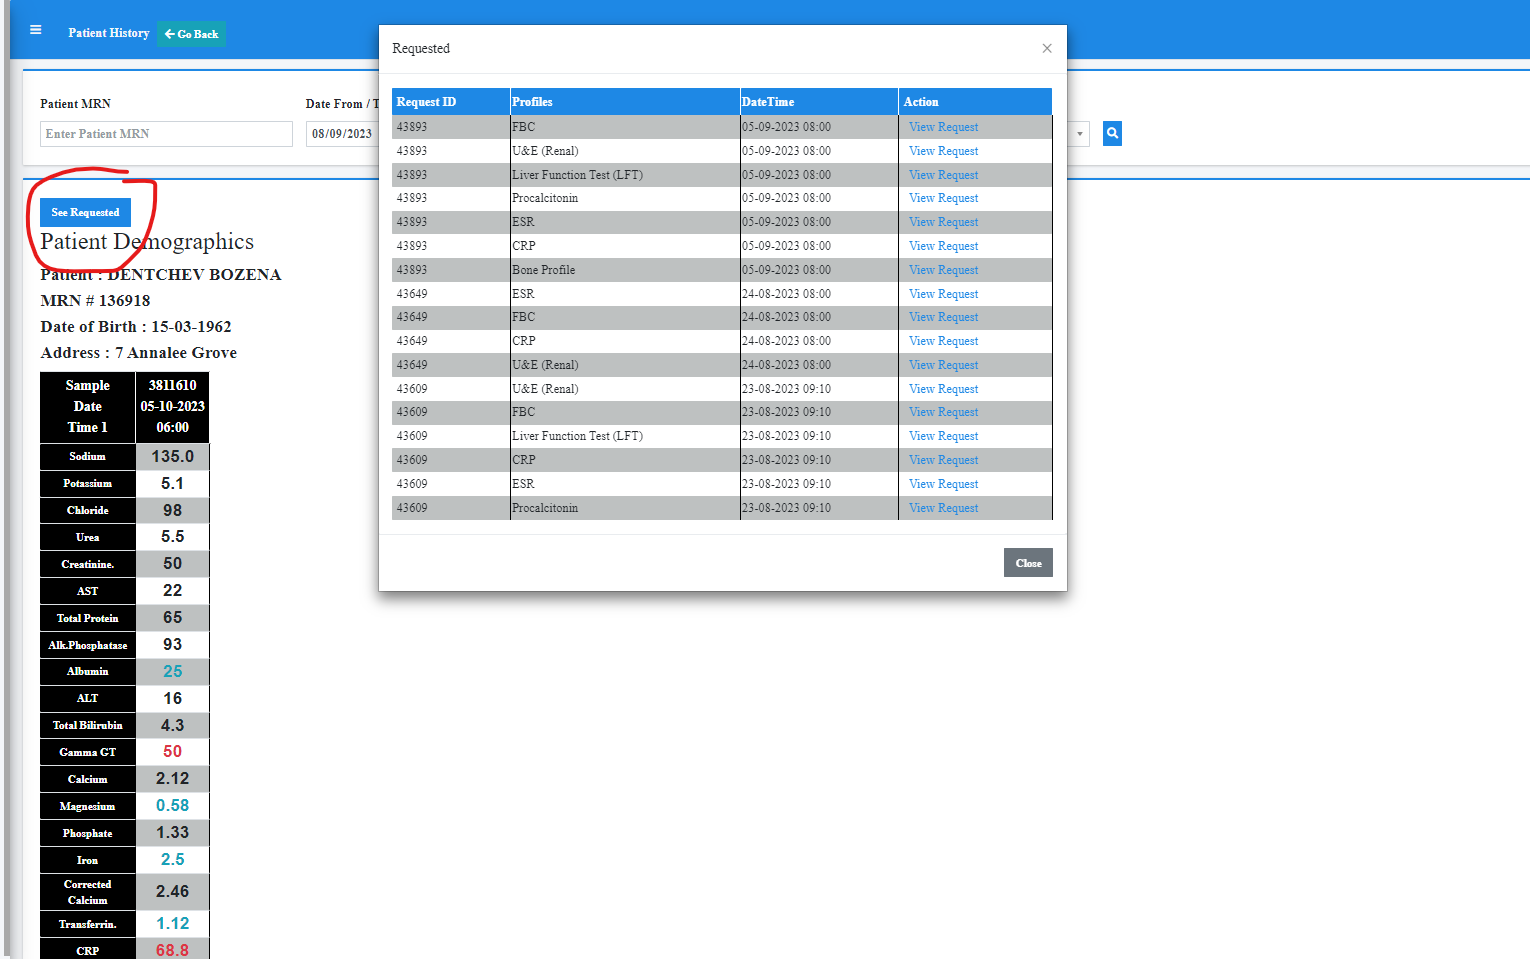 Patient History
Go Back
Patient MRN
Enter Patient MRN
Date From / T
08/09/2023
See Requested
Patient Demographics
Patient : DENTCHEV BOZENA
MRN # 136918
Date of Birth : 15-03-1962
Address : 7 Annalee Grove
Sample Date Time 1 3811610 05-10-2023 06:00
Sodium 135.0
Potassium 5.1
Chloride 98
Urea 5.5
Creatinine. 50
AST 22
Total Protein 65
Alk.Phosphatase 93
Albumin 25
ALT 16
Total Bilirubin 4.3
Gamma GT 50
Calcium 2.12
Magnesium 0.58
Phosphate 1.33
Iron 2.5
Corrected Calcium 2.46
Transferrin. 1.12
CRP 68.8
Requested
×
Request ID Profiles DateTime Action
43893 FBC 05-09-2023 08:00 View Request
43893 U&E (Renal) 05-09-2023 08:00 View Request
43893 Liver Function Test (LFT) 05-09-2023 08:00 View Request
43893 Procalcitonin 05-09-2023 08:00 View Request
43893 ESR 05-09-2023 08:00 View Request
43893 CRP 05-09-2023 08:00 View Request
43893 Bone Profile 05-09-2023 08:00 View Request
43649 ESR 24-08-2023 08:00 View Request
43649 FBC 24-08-2023 08:00 View Request
43649 CRP 24-08-2023 08:00 View Request
43649 U&E (Renal) 24-08-2023 08:00 View Request
43609 U&E (Renal) 23-08-2023 09:10 View Request
43609 FBC 23-08-2023 09:10 View Request
43609 Liver Function Test (LFT) 23-08-2023 09:10 View Request
43609 CRP 23-08-2023 09:10 View Request
43609 ESR 23-08-2023 09:10 View Request
43609 Procalcitonin 23-08-2023 09:10 View Request
Close